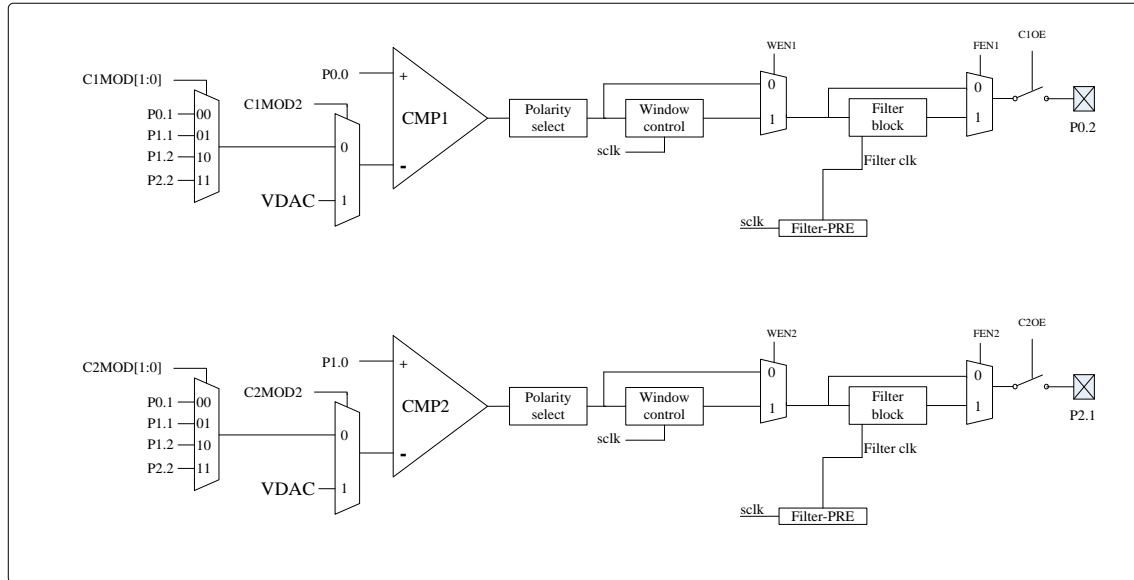 WEN1
FEN1
C1OE
C1MOD[1:0]
P0.0
+
C1MOD2
CMP1
-
P0.1 00
P1.1 01
P1.2 10
P2.2 11
0
VDAC 1
Polarity
select
Window
control
sclk
0
1
Filter
block
Filter clk
0
1
P0.2
sclk
Filter-PRE
WEN2
FEN2
C2OE
C2MOD[1:0]
P1.0
+
C2MOD2
CMP2
-
P0.1 00
P1.1 01
P1.2 10
P2.2 11
0
VDAC 1
Polarity
select
Window
control
sclk
0
1
Filter
block
Filter clk
0
1
P2.1
sclk
Filter-PRE